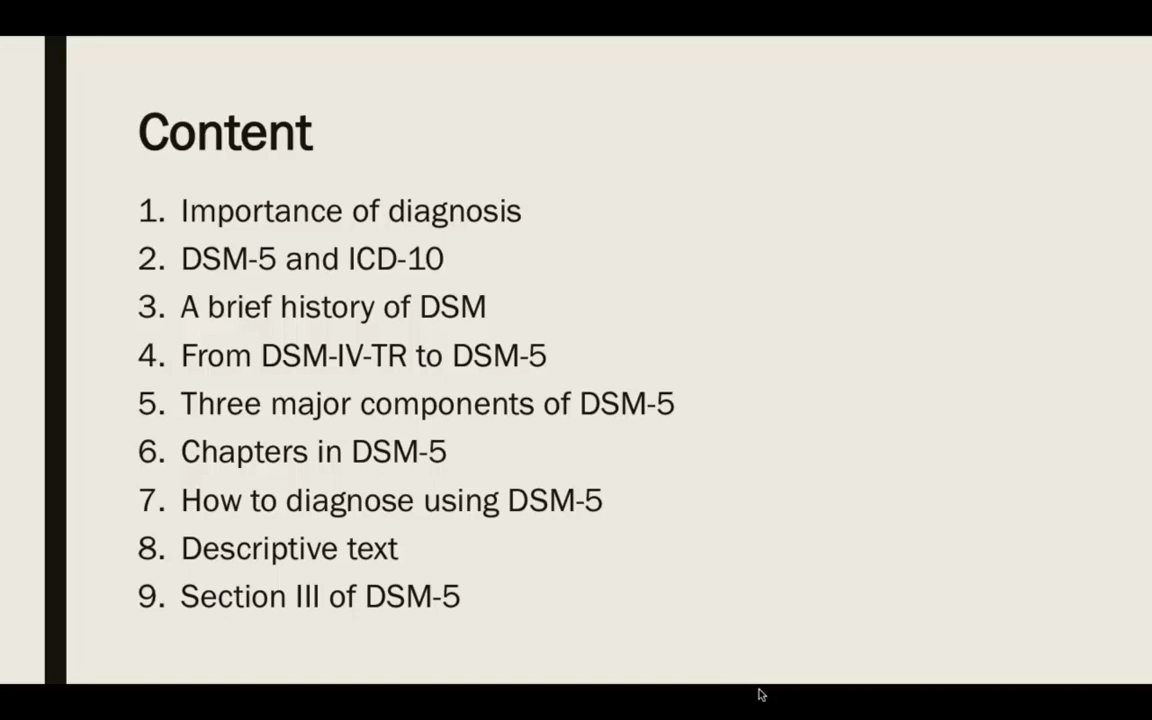 Content
1. Importance of diagnosis
2. DSM-5 and ICD-10
3. A brief history of DSM
4. From DSM-IV-TR to DSM-5
5. Three major components of DSM-5
6. Chapters in DSM-5
7. How to diagnose using DSM-5
8. Descriptive text
9. Section III of DSM-5